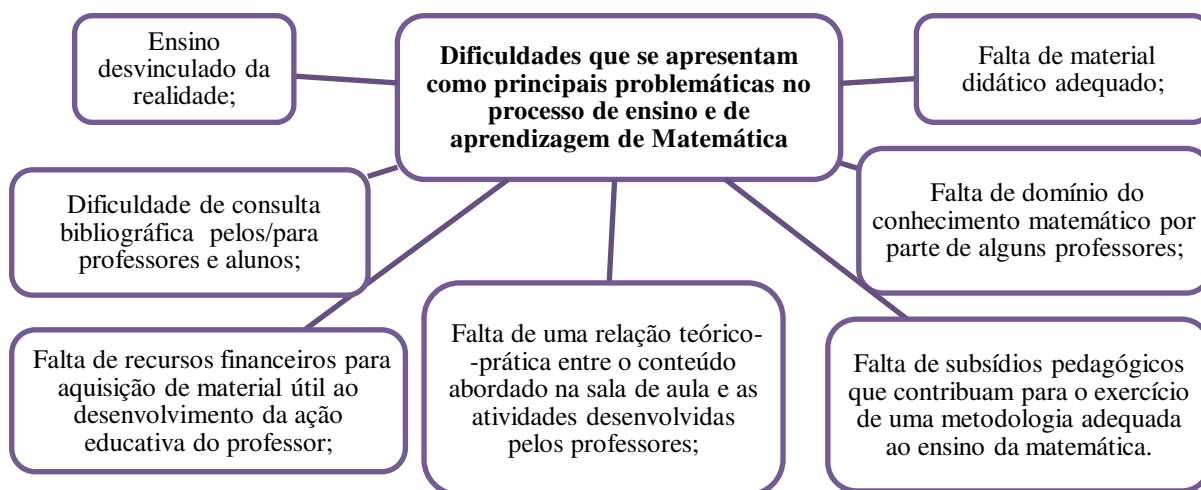 Dificuldades que se apresentam
como principais problemáticas no
processo de ensino e de
aprendizagem de Matemática
Ensino
desvinculado da
realidade;
Falta de material
didático adequado;
Dificuldade de consulta
bibliográfica pelos/para
professores e alunos;
Falta de domínio do
conhecimento matemático por
parte de alguns professores;
Falta de recursos financeiros para
aquisição de material útil ao
desenvolvimento da ação
educativa do professor;
Falta de uma relação teórico-
-prática entre o conteúdo
abordado na sala de aula e as
atividades desenvolvidas
pelos professores;
Falta de subsídios pedagógicos
que contribuam para o exercício
de uma metodologia adequada
ao ensino da matemática.